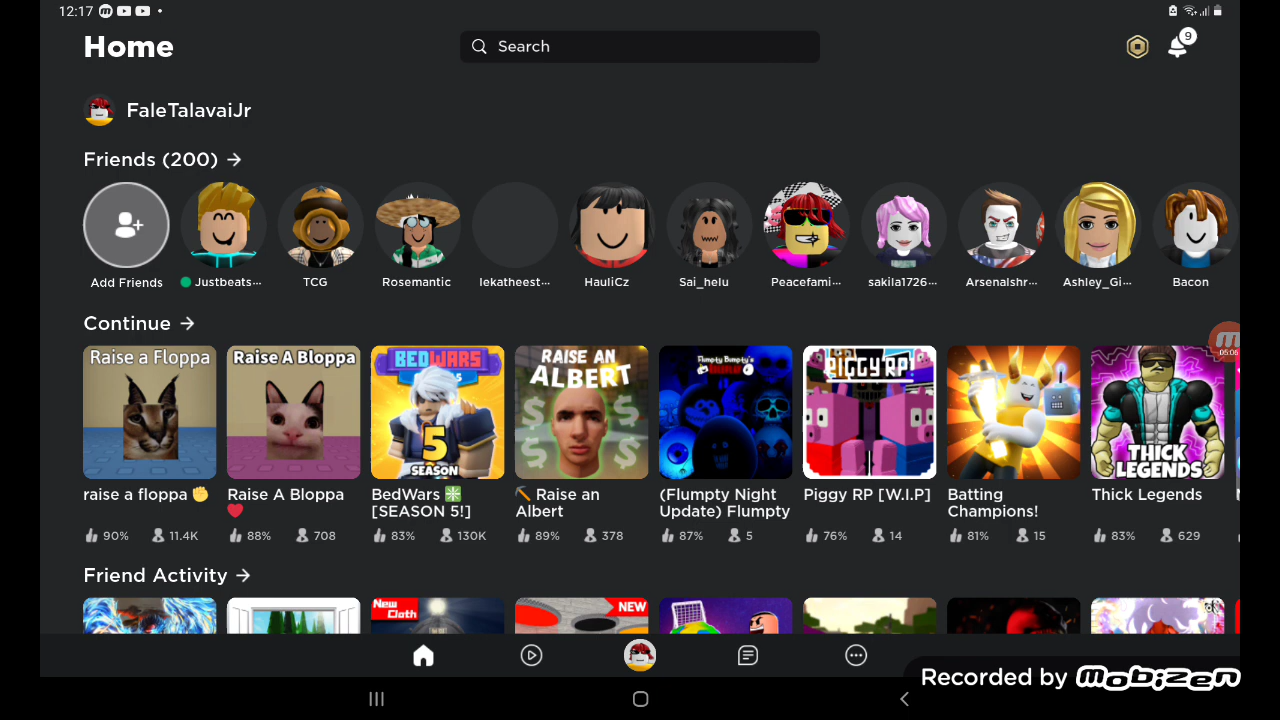 12:17
Home
Search
9
FaleTalavaiJr
Friends (200) →
Add Friends
Justbeats...
TCG
Rosemantic
lekatheest...
HauliCz
Sai_helu
Peacefami...
sakila1726...
Arsenalshr...
Ashley_Gi...
Bacon
Continue →
05:06
Raise a Floppa
Raise A Bloppa
BEDWARS
5
SEASON
RAISE AN
ALBERT
Flumpty Bumpty's
PIGGY RP!
THICK
LEGENDS
raise a floppa ✊
Raise A Bloppa
❤️
BedWars ❇️
[SEASON 5!]
⛏️ Raise an
Albert
(Flumpty Night
Update) Flumpty
Piggy RP [W.I.P]
Batting
Champions!
Thick Legends
90% 11.4K
88% 708
83% 130K
89% 378
87% 5
76% 14
81% 15
83% 629
Friend Activity →
New
Cloth
NEW
Recorded by mobizen